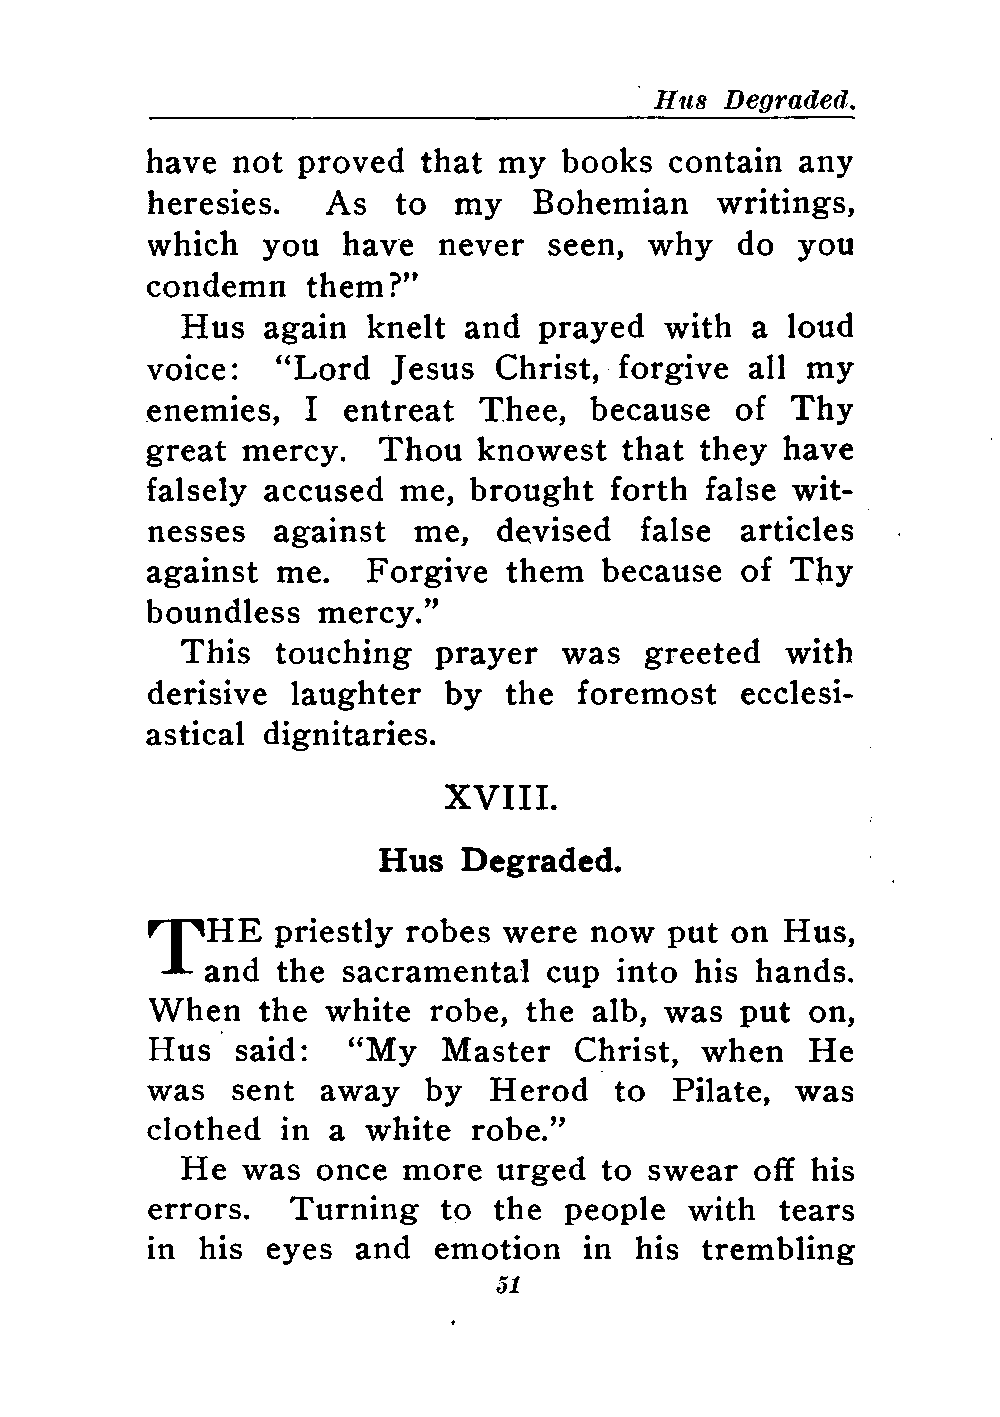 Hus Degraded.
have not proved that my books contain any
heresies. As to my Bohemian writings,
which you have never seen, why do you
condemn them?"
Hus again knelt and prayed with a loud
voice: "Lord Jesus Christ, forgive all my
enemies, I entreat Thee, because of Thy
great mercy. Thou knowest that they have
falsely accused me, brought forth false wit-
nesses against me, devised false articles
against me. Forgive them because of Thy
boundless mercy."
This touching prayer was greeted with
derisive laughter by the foremost ecclesi-
astical dignitaries.
XVIII.
Hus Degraded.
THE priestly robes were now put on Hus,
and the sacramental cup into his hands.
When the white robe, the alb, was put on,
Hus said: "My Master Christ, when He
was sent away by Herod to Pilate, was
clothed in a white robe."
He was once more urged to swear off his
errors. Turning to the people with tears
in his eyes and emotion in his trembling
51